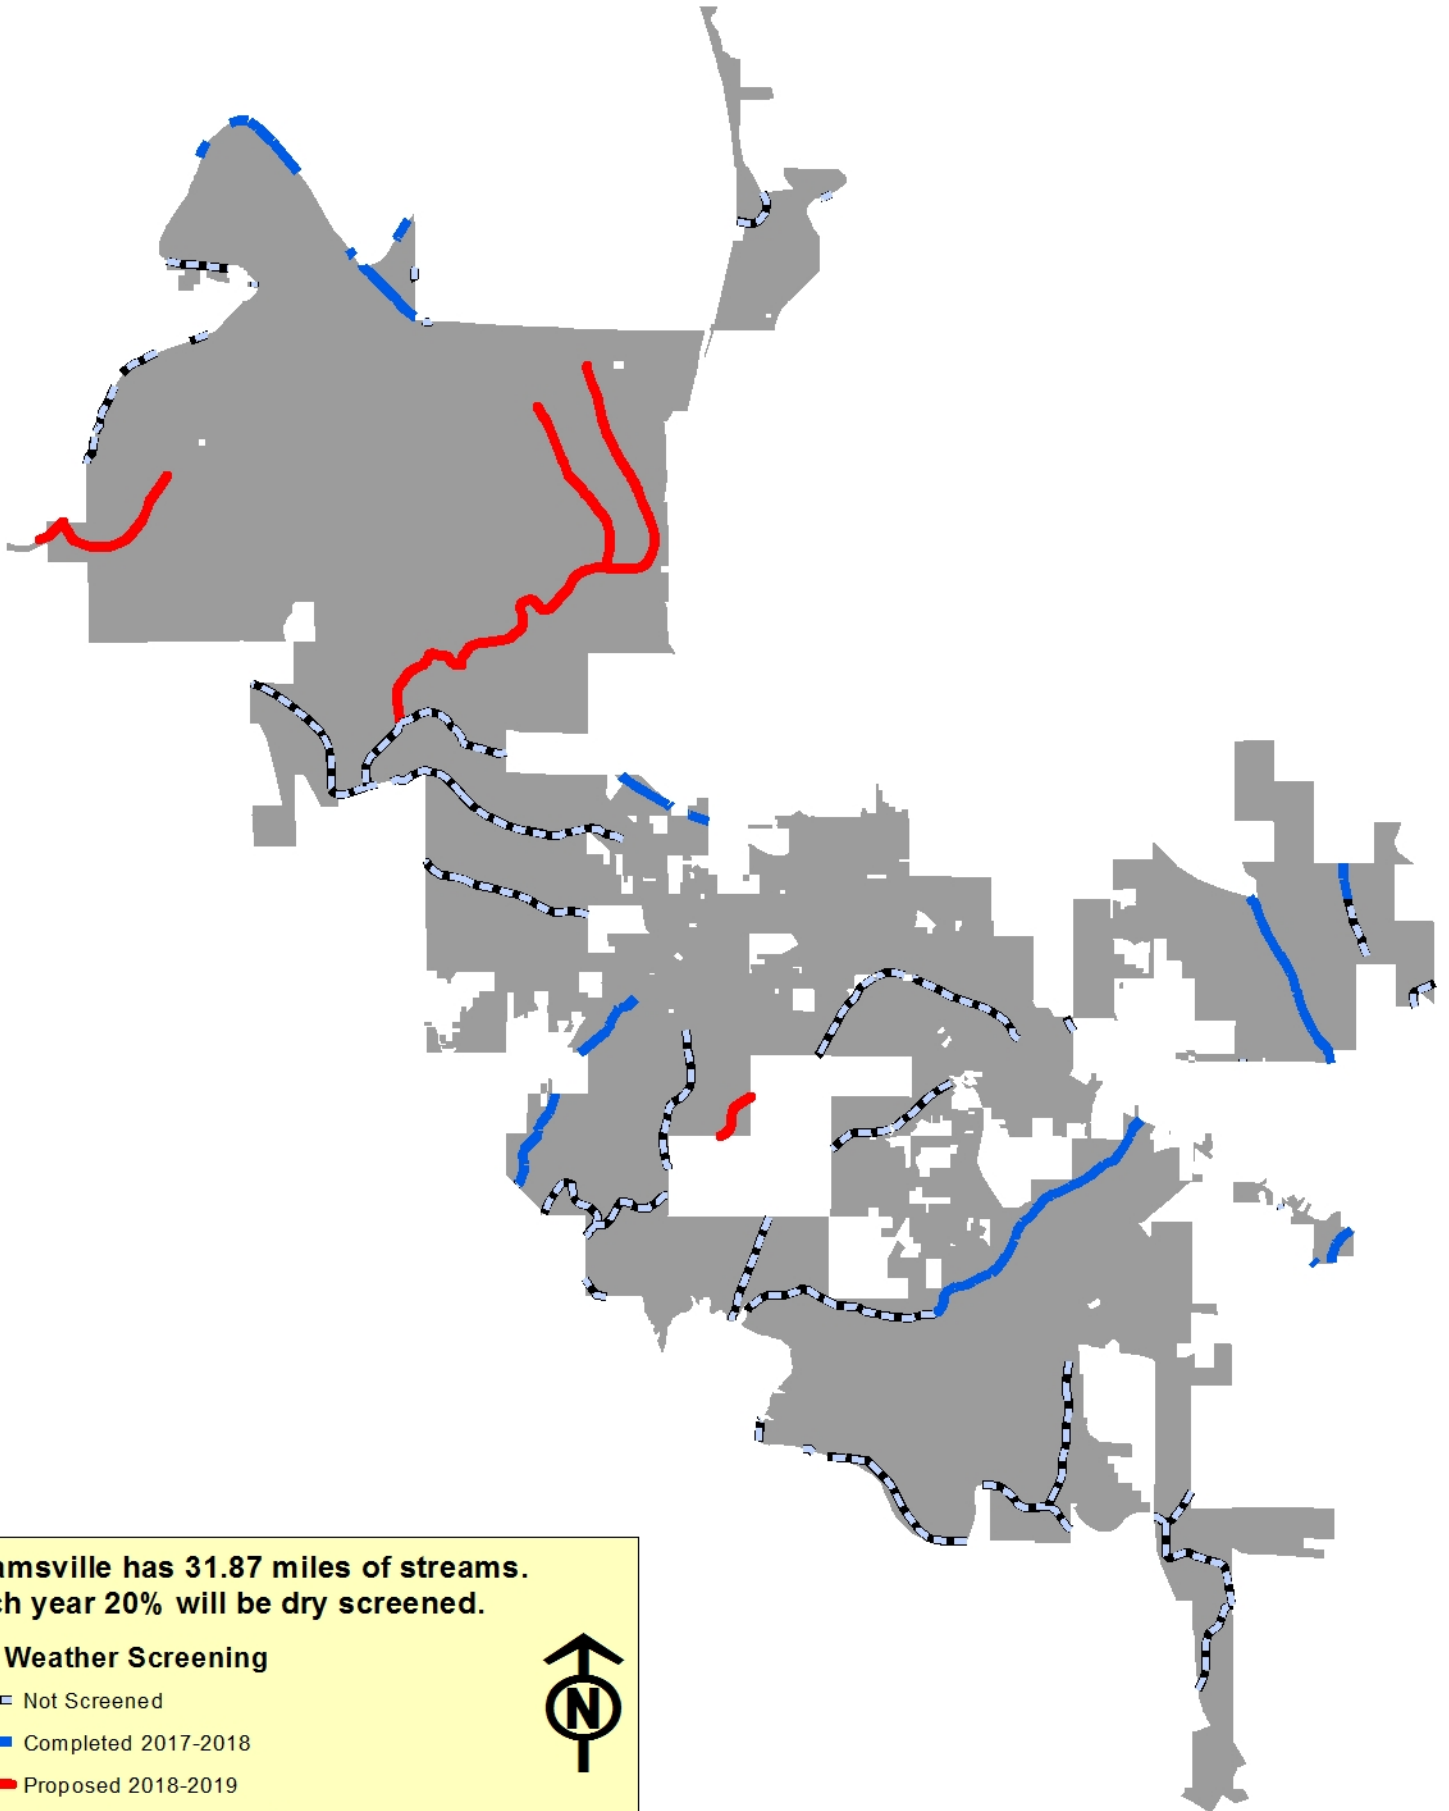 amsville has 31.87 miles of streams.
ch year 20% will be dry screened.
Weather Screening
N
Not Screened
Completed 2017-2018
Proposed 2018-2019